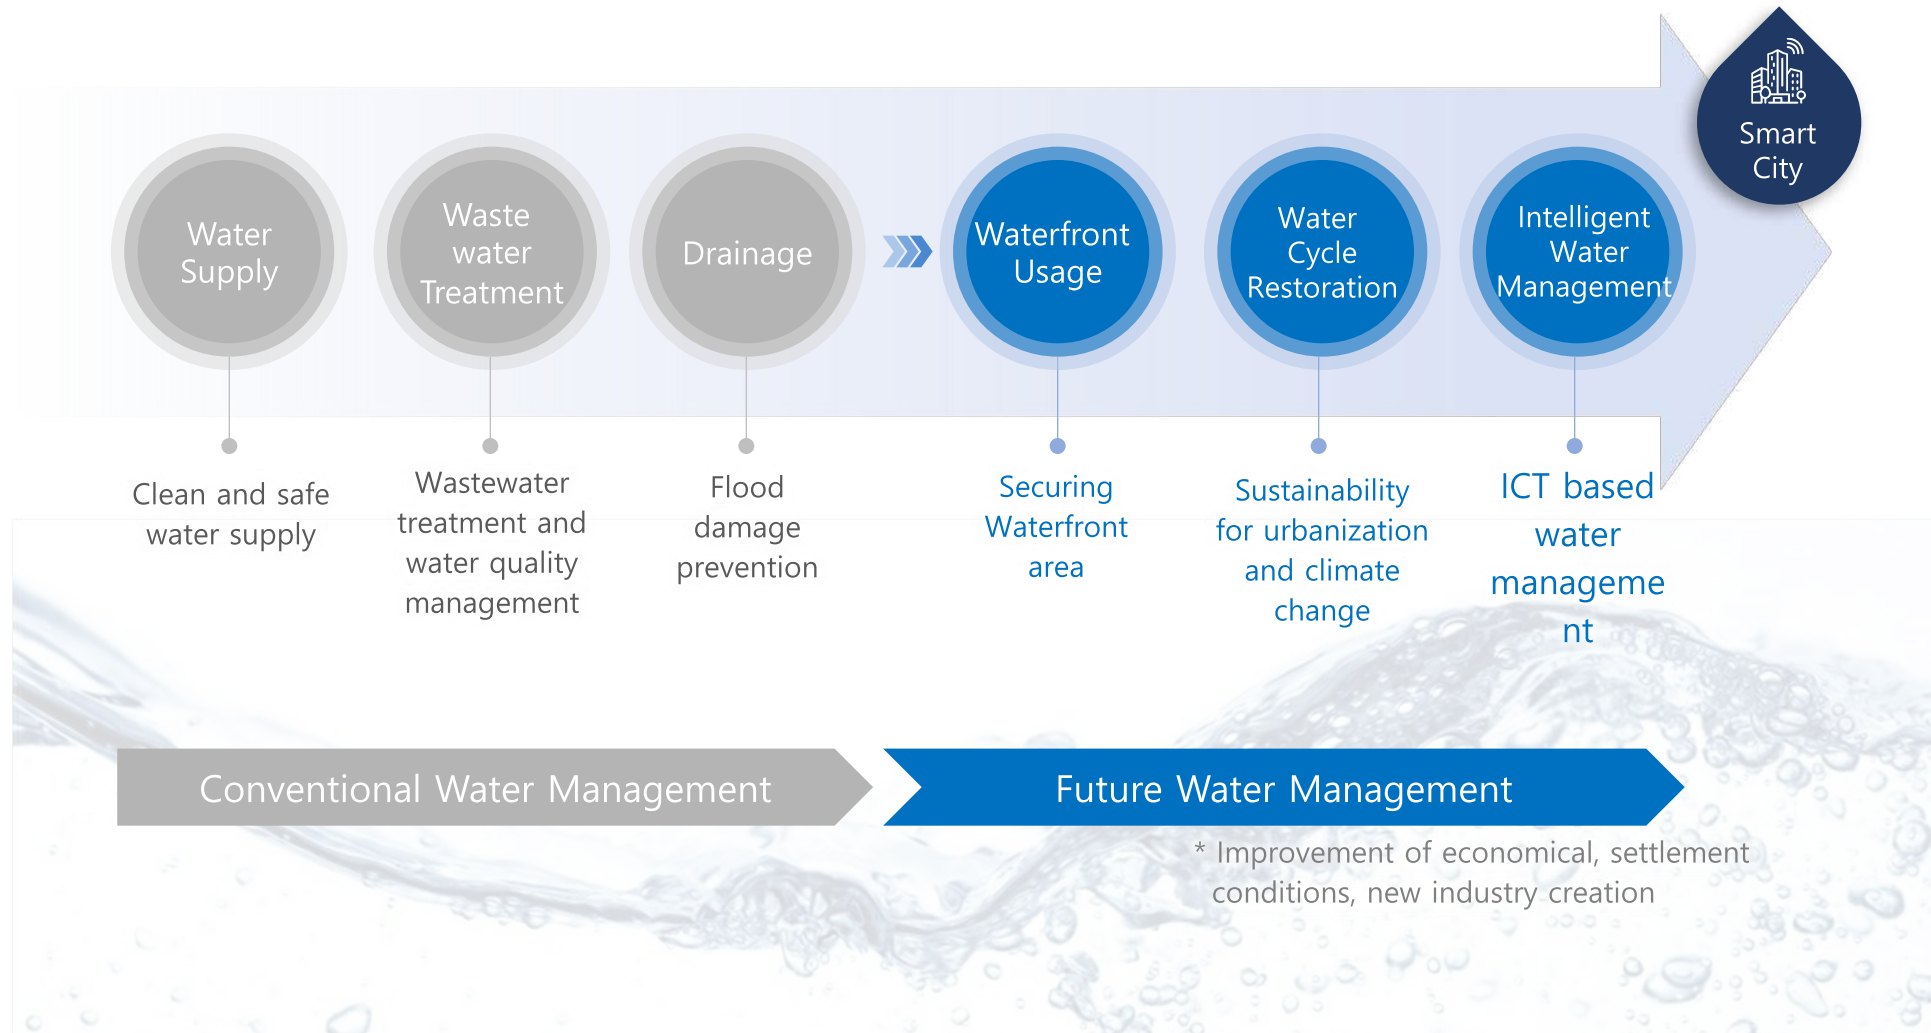 Smart
City
Water
Supply
Waste
water
Treatment
Drainage
Waterfront
Usage
Water
Cycle
Restoration
Intelligent
Water
Management
Clean and safe
water supply
Wastewater
treatment and
water quality
management
Flood
damage
prevention
Securing
Waterfront
area
Sustainability
for urbanization
and climate
change
ICT based
water
manageme
nt
Conventional Water Management
Future Water Management
* Improvement of economical, settlement
conditions, new industry creation